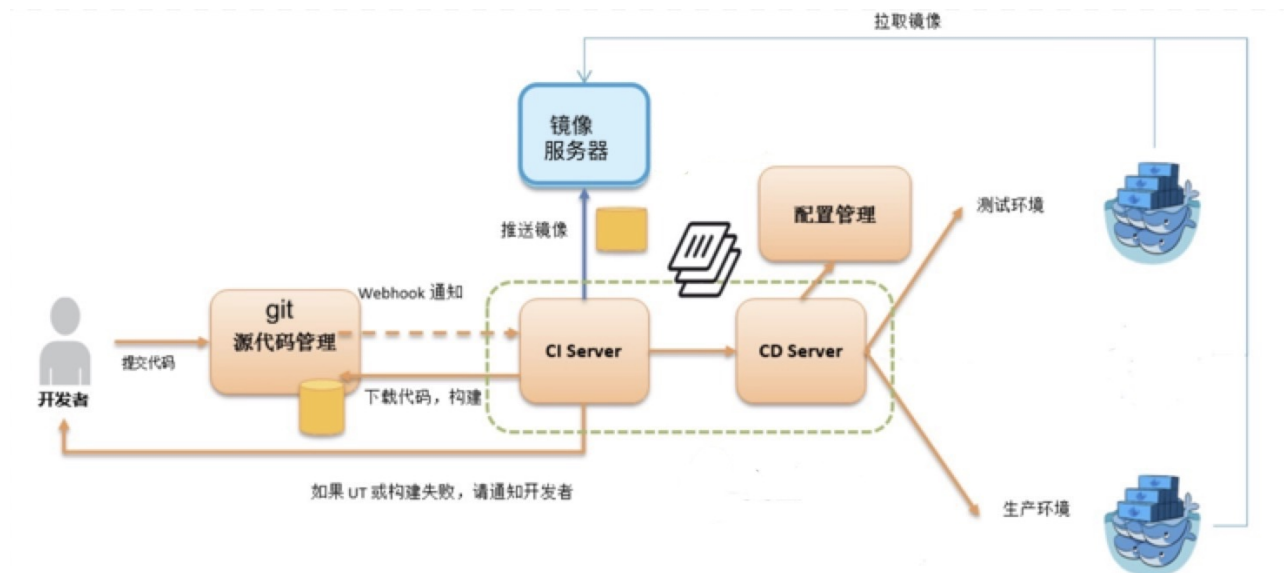 拉取镜像
镜像
服务器
推送镜像
配置管理
测试环境
Webhook 通知
git
源代码管理
提交代码
开发者
CI Server
CD Server
下载代码，构建
如果 UT 或构建失败，请通知开发者
生产环境